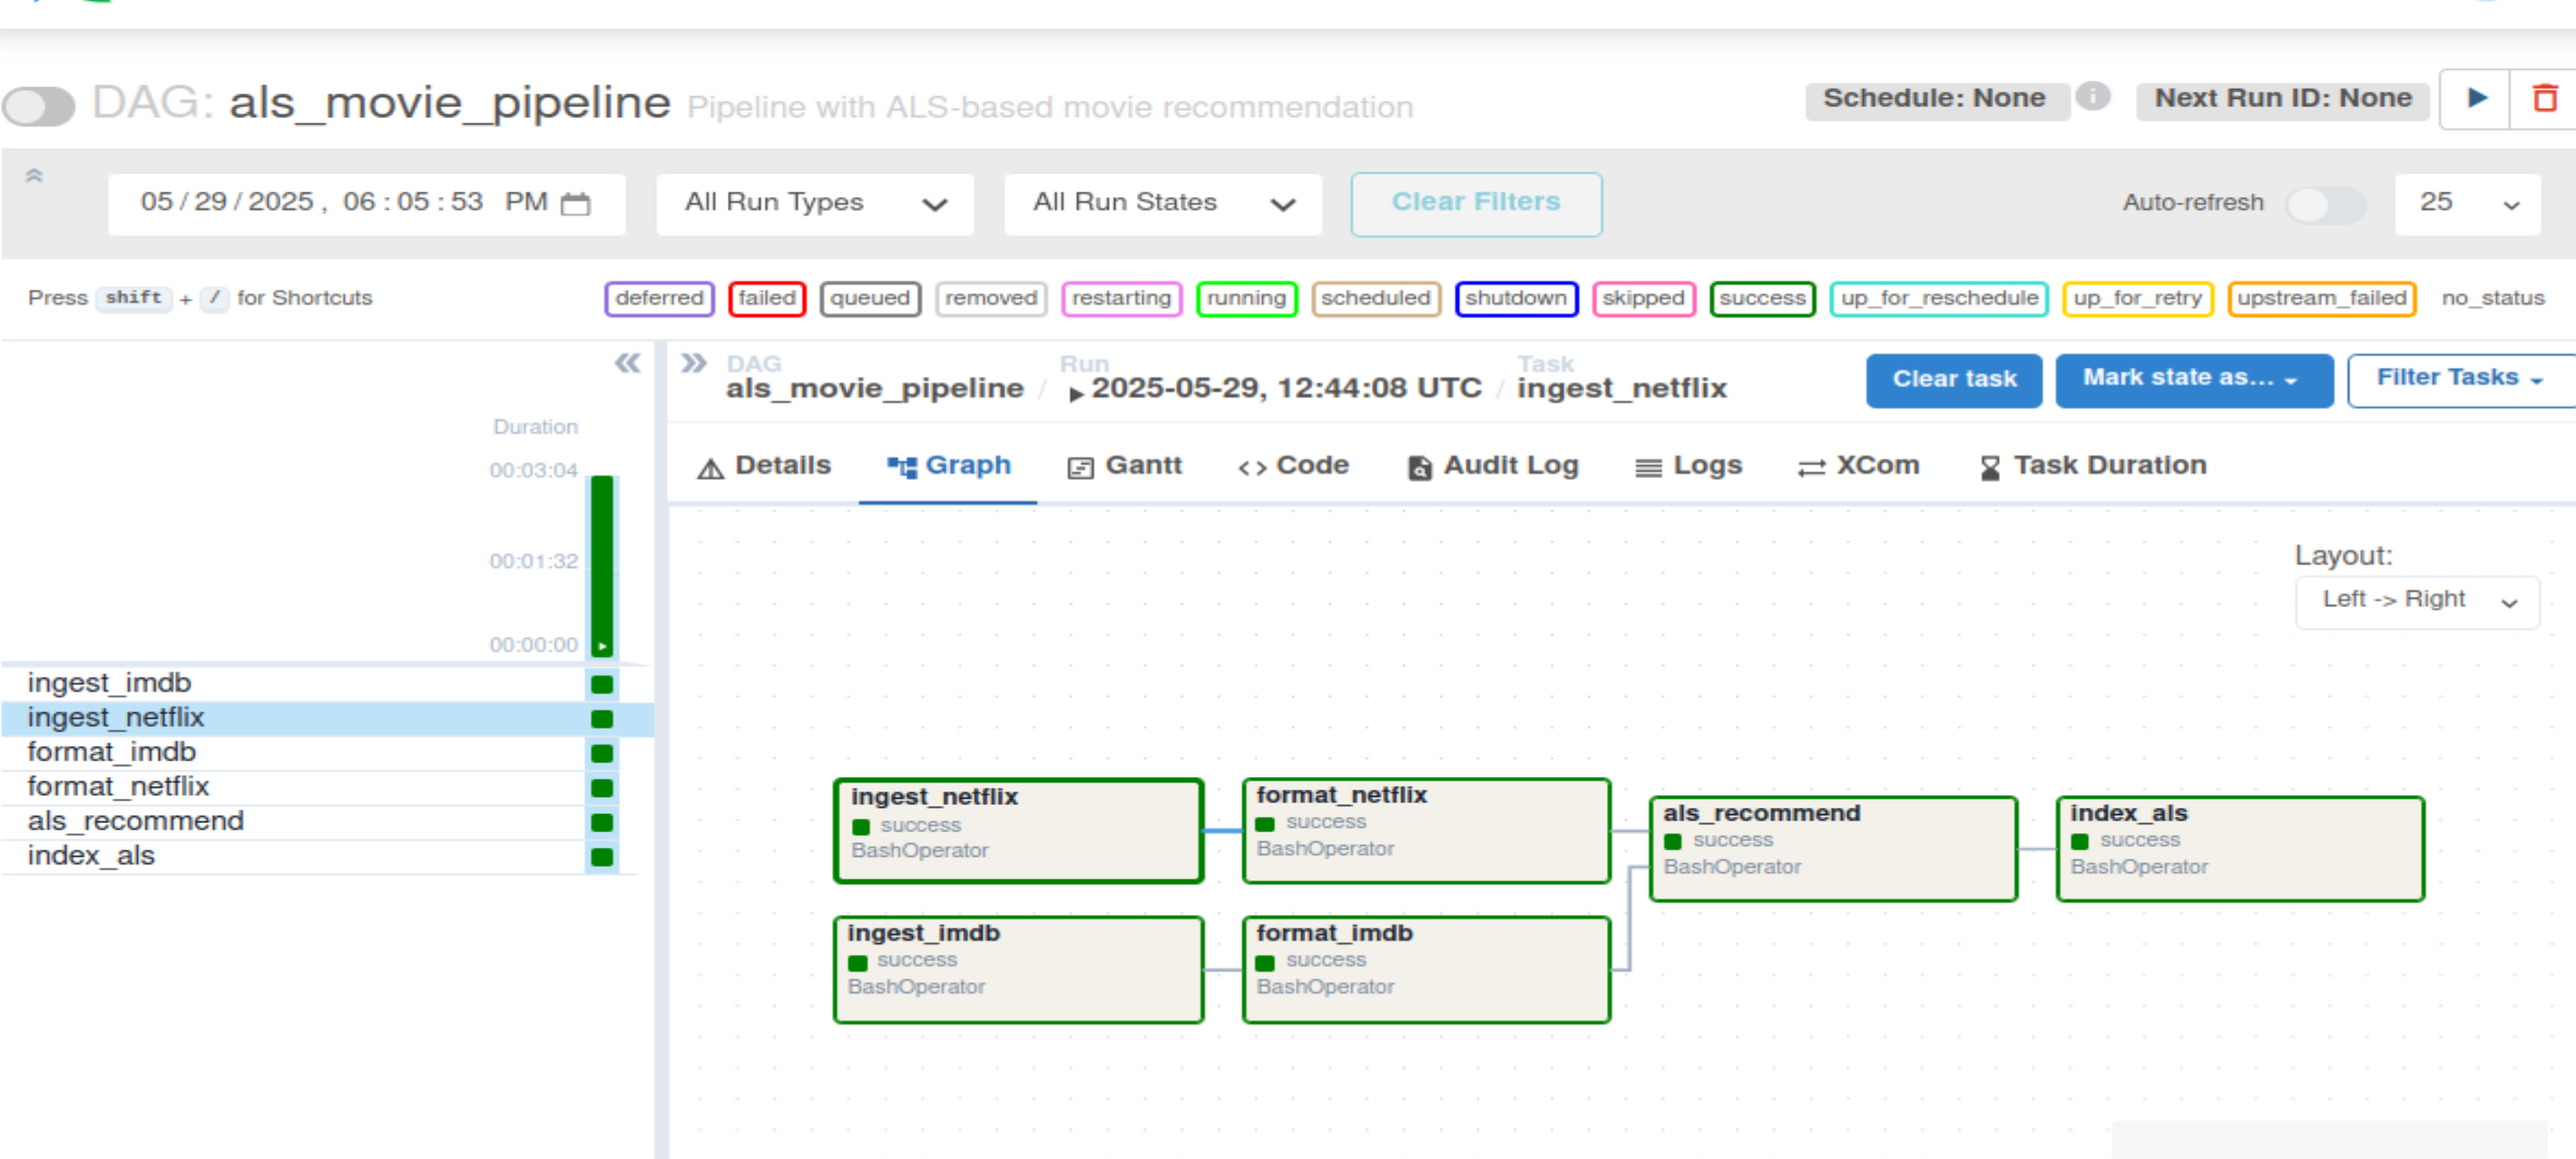 DAG: als_movie_pipeline Pipeline with ALS-based movie recommendation
Schedule: None
Next Run ID: None
05/29/2025, 06:05:53 PM
All Run Types
All Run States
Clear Filters
Auto-refresh
25
Press shift + / for Shortcuts
deferred failed queued removed restarting running scheduled shutdown skipped success up_for_reschedule up_for_retry upstream_failed no_status
Duration
00:03:04
00:01:32
00:00:00
ingest_imdb
ingest_netflix
format_imdb
format_netflix
als_recommend
index_als
DAG
als_movie_pipeline /
Run
2025-05-29, 12:44:08 UTC /
Task
ingest_netflix
Clear task
Mark state as...
Filter Tasks
Details
Graph
Gantt
Code
Audit Log
Logs
XCom
Task Duration
Layout:
Left -> Right
ingest_netflix
success
BashOperator
format_netflix
success
BashOperator
als_recommend
success
BashOperator
index_als
success
BashOperator
ingest_imdb
success
BashOperator
format_imdb
success
BashOperator